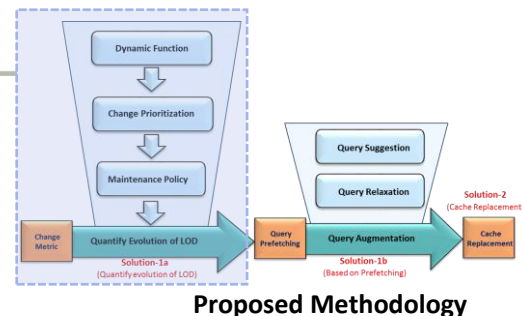 Dynamic Function
Change Prioritization
Maintenance Policy
Change
Metric
Quantify Evolution of LOD
Solution-1a
(Quantify evolution of LOD)
Query
Prefetching
Query Suggestion
Query Relaxation
Query Augmentation
Solution-1b
(Based on Prefetching)
Solution-2
(Cache Replacement
Cache
Replacement
Proposed Methodology